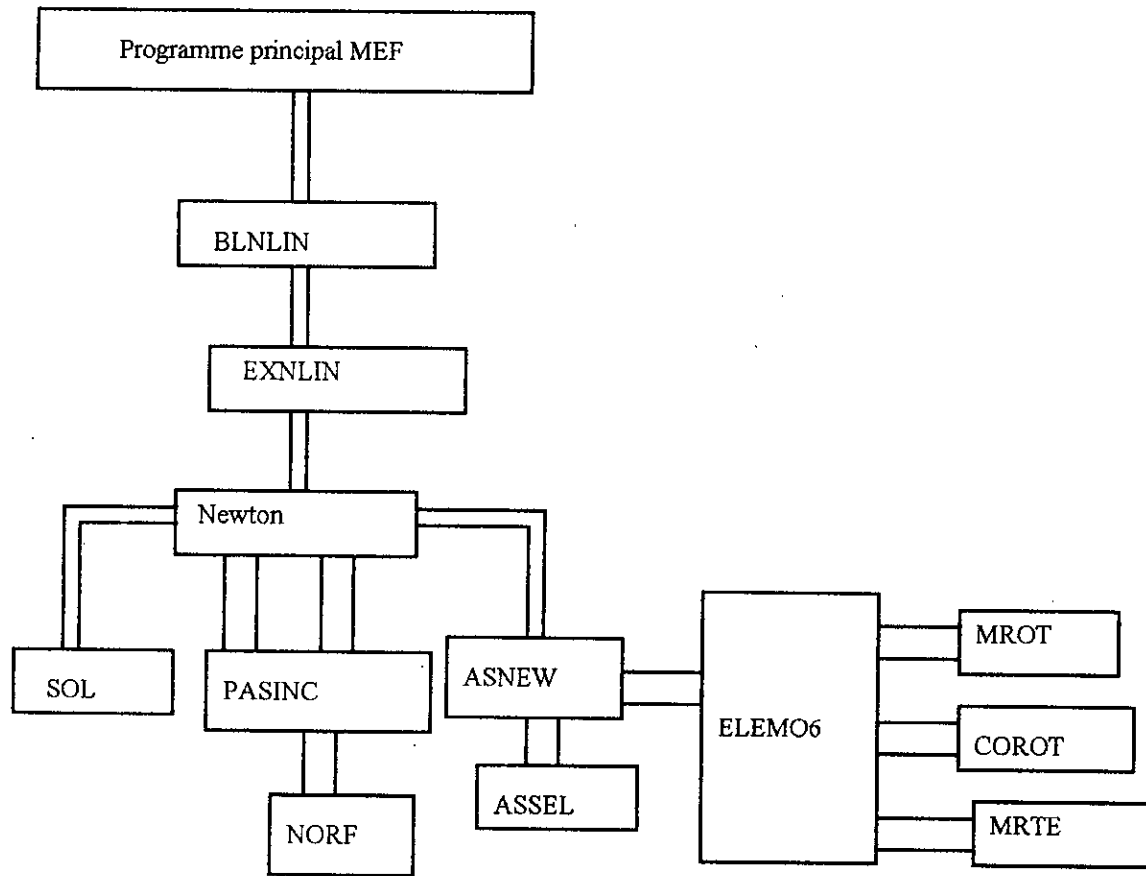 Programme principal MEF
BLNLIN
EXNLIN
Newton
SOL
PASINC
ASNEW
ELEMO6
MROT
COROT
MRTE
ASSEL
NORF